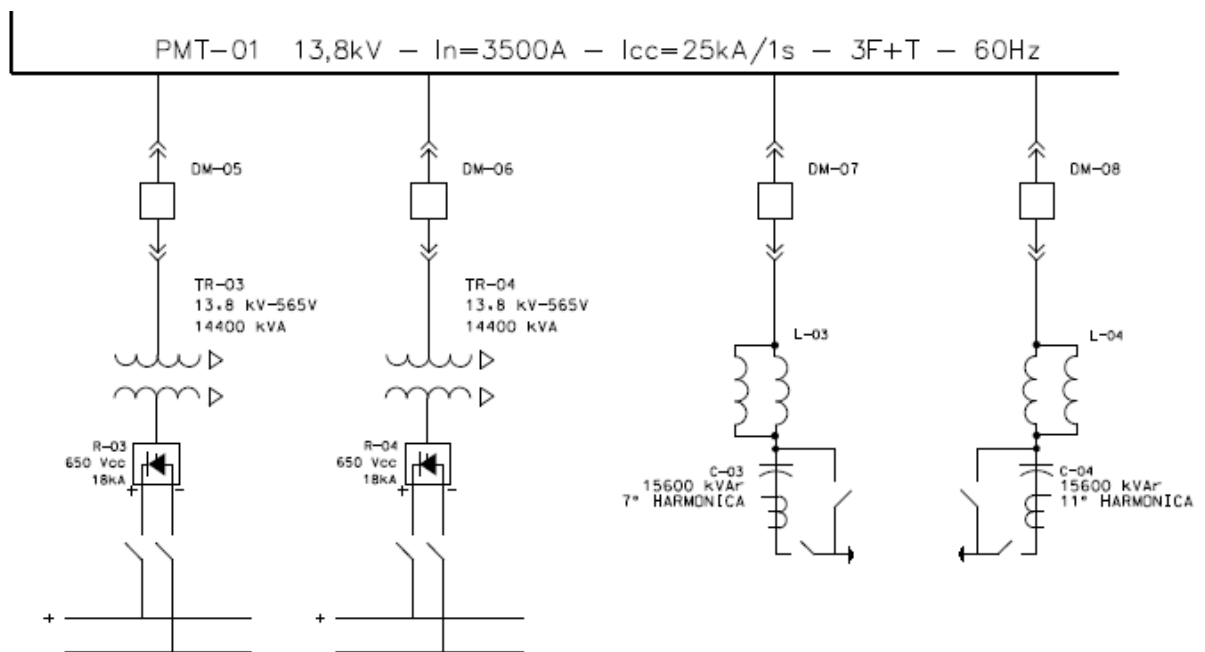 PMT-01 13,8kV - In=3500A - Icc=25kA/1s - 3F+T - 60Hz
DM-05
DM-06
DM-07
DM-08
TR-03
13.8 kV-565V
14400 kVA
TR-04
13.8 kV-565V
14400 kVA
L-03
L-04
R-03
650 Vcc
18kA
+ -
R-04
650 Vcc
18kA
+ -
C-03
15600 kVAr
7° HARMONICA
C-04
15600 kVAr
11° HARMONICA
+
+